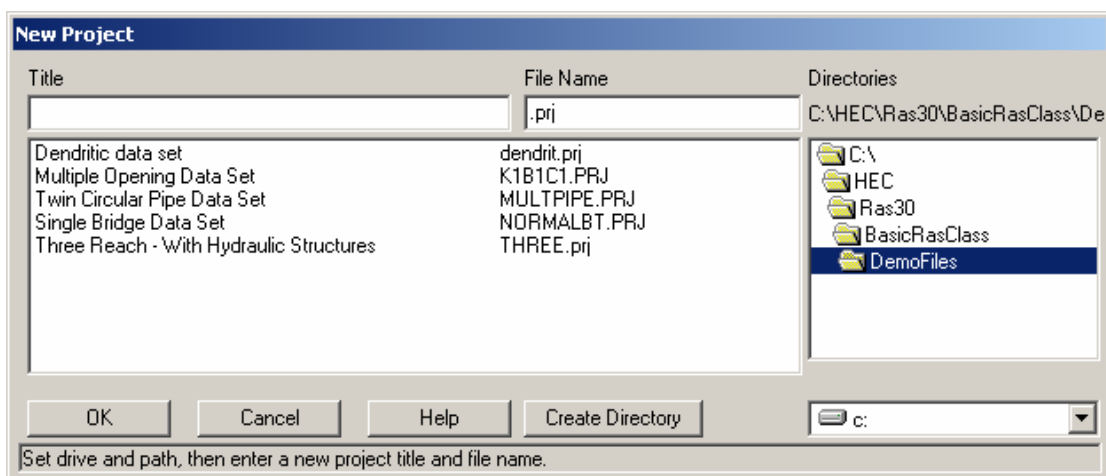 New Project
Title File Name Directories
.prj C:\HEC\Ras30\BasicRasClass\De
Dendritic data set dendrit.prj
Multiple Opening Data Set K1B1C1.PRJ
Twin Circular Pipe Data Set MULTPIPE.PRJ
Single Bridge Data Set NORMALBT.PRJ
Three Reach - With Hydraulic Structures THREE.prj
C:\
HEC
Ras30
BasicRasClass
DemoFiles
OK Cancel Help Create Directory c:
Set drive and path, then enter a new project title and file name.